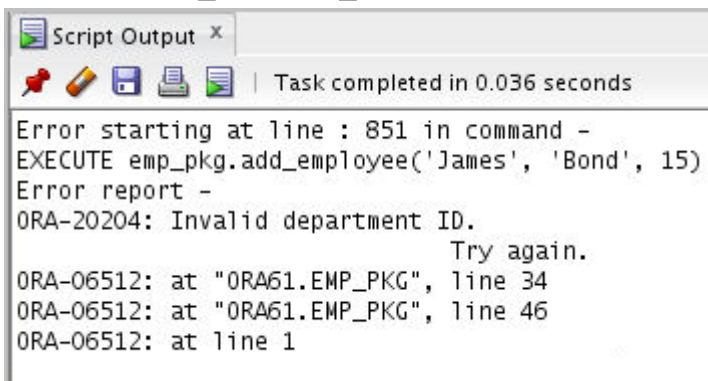 Script Output x
Task completed in 0.036 seconds
Error starting at line : 851 in command -
EXECUTE emp_pkg.add_employee('James', 'Bond', 15)
Error report -
ORA-20204: Invalid department ID.
Try again.
ORA-06512: at "ORA61.EMP_PKG", line 34
ORA-06512: at "ORA61.EMP_PKG", line 46
ORA-06512: at line 1